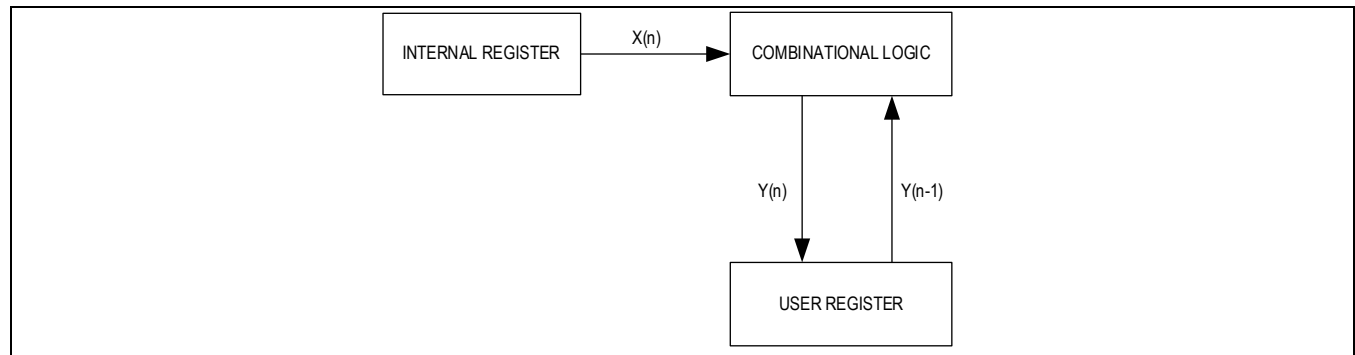 INTERNAL REGISTER
X(n)
COMBINATIONAL LOGIC
Y(n)
Y(n-1)
USER REGISTER